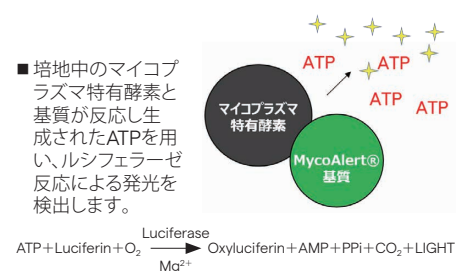 ■培地中のマイコプ
ラズマ特有酵素と
基質が反応し生
成されたATPを用
い、ルシフェラーゼ
反応による発光を
検出します。
ATP
ATP
ATP
ATP
マイコプラズマ
特有酵素
MycoAlert®
基質
Luciferase
ATP+Luciferin+O₂ → Oxyluciferin+AMP+PPi+CO₂+LIGHT
Mg²⁺